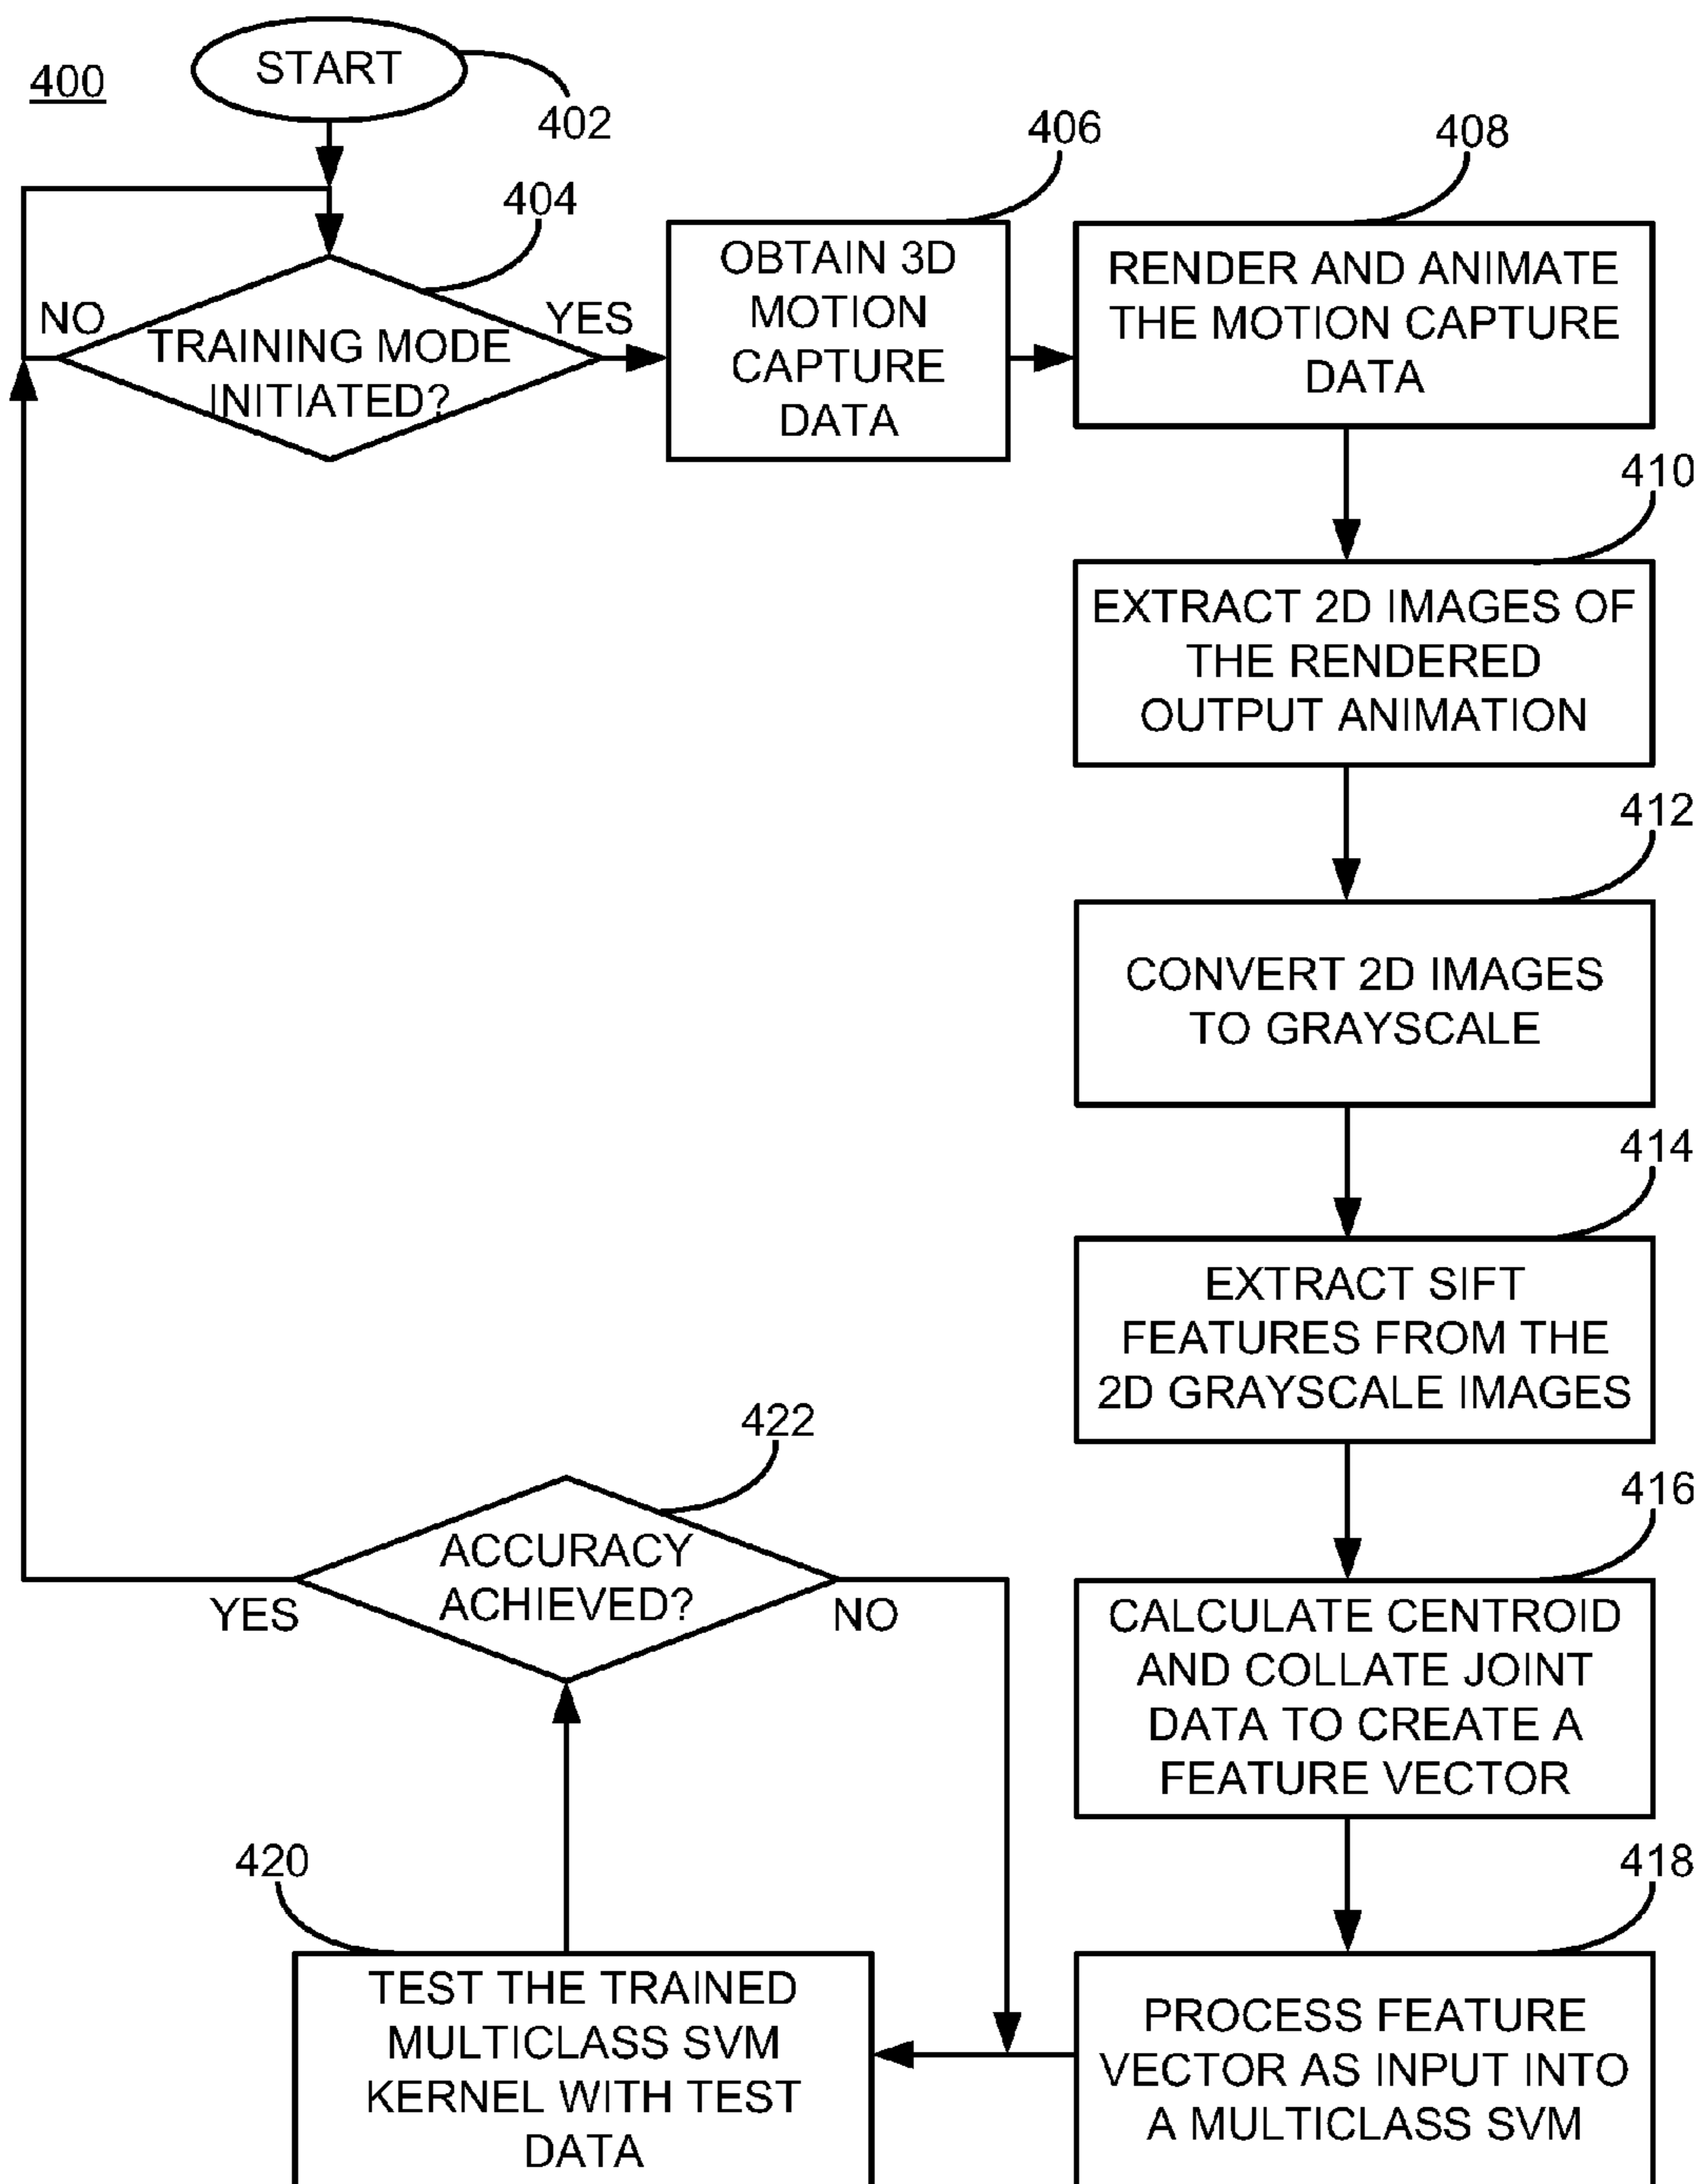 400
START
402
404
NO
YES
TRAINING MODE
INITIATED?
406
OBTAIN 3D
MOTION
CAPTURE
DATA
408
RENDER AND ANIMATE
THE MOTION CAPTURE
DATA
410
EXTRACT 2D IMAGES OF
THE RENDERED
OUTPUT ANIMATION
412
CONVERT 2D IMAGES
TO GRAYSCALE
414
EXTRACT SIFT
FEATURES FROM THE
2D GRAYSCALE IMAGES
416
CALCULATE CENTROID
AND COLLATE JOINT
DATA TO CREATE A
FEATURE VECTOR
418
PROCESS FEATURE
VECTOR AS INPUT INTO
A MULTICLASS SVM
420
TEST THE TRAINED
MULTICLASS SVM
KERNEL WITH TEST
DATA
422
ACCURACY
ACHIEVED?
YES
NO